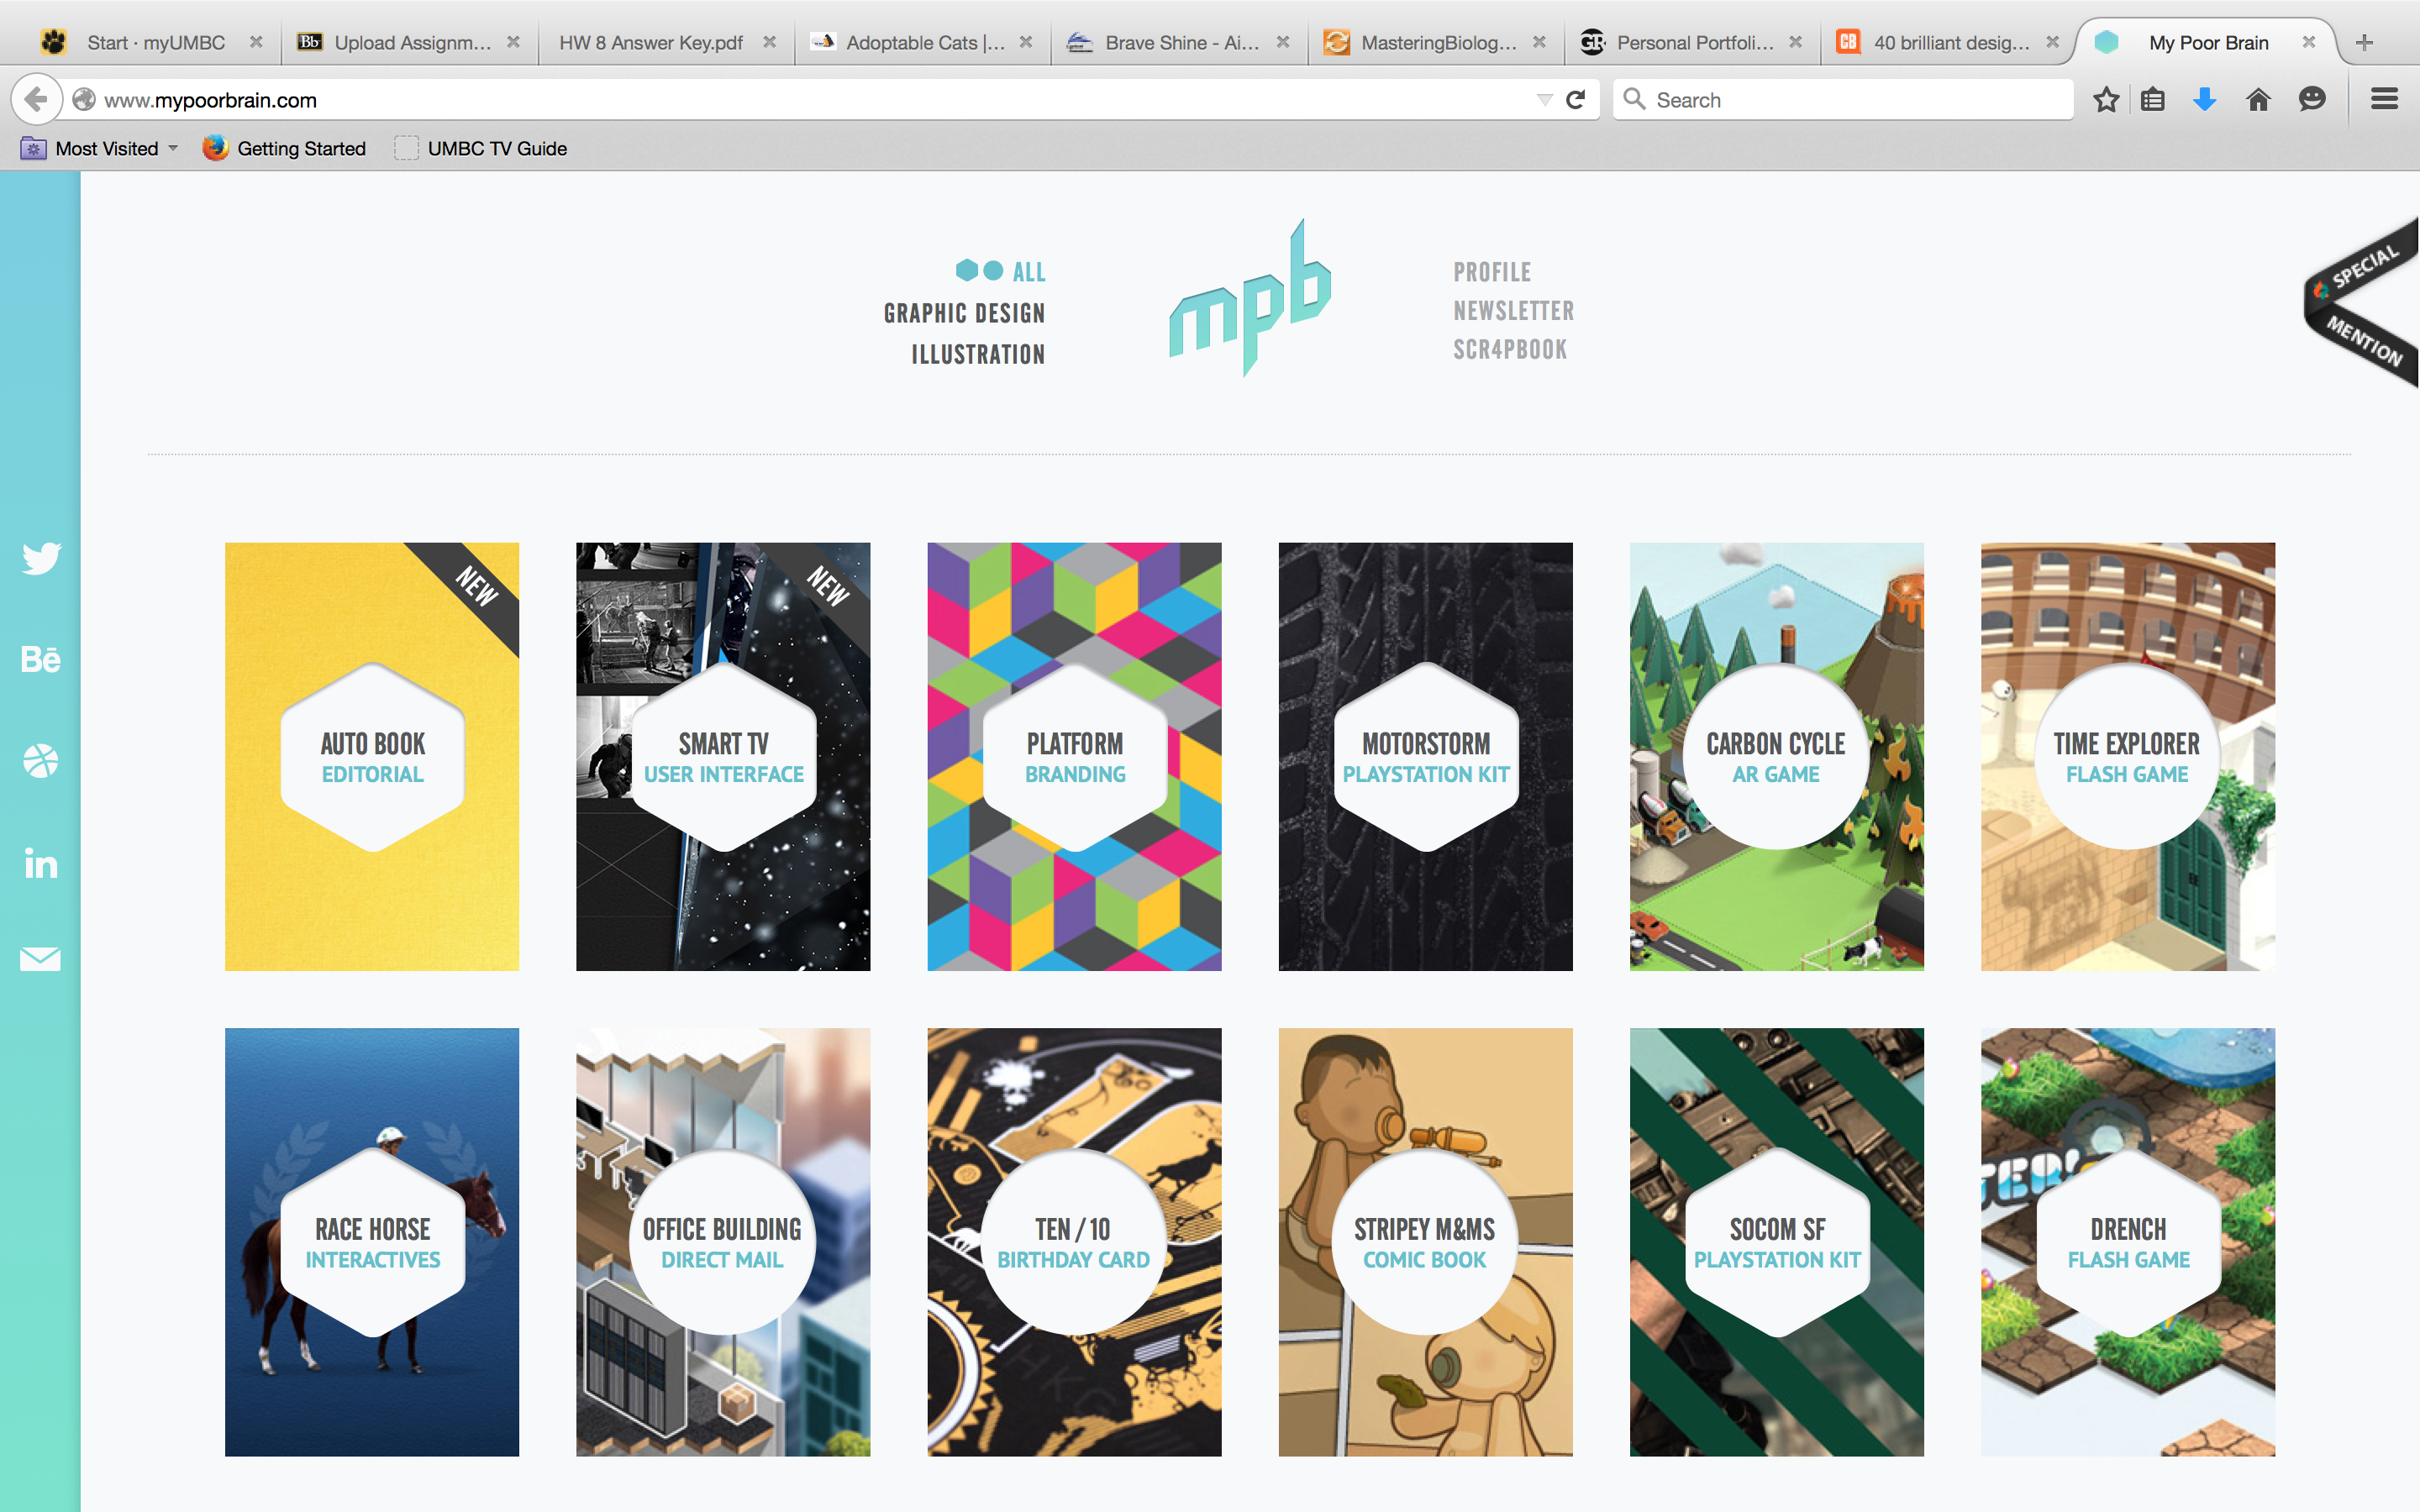 Start · myUMBC
Bb Upload Assignm...
HW 8 Answer Key.pdf
Adoptable Cats |...
Brave Shine - Ai...
MasteringBiolog...
GR Personal Portfoli...
CB 40 brilliant desig...
My Poor Brain
www.mypoorbrain.com
Search
Most Visited
Getting Started
UMBC TV Guide
ALL
GRAPHIC DESIGN
ILLUSTRATION
mpb
PROFILE
NEWSLETTER
SCR4PBOOK
SPECIAL
MENTION
Bē
in
NEW
AUTO BOOK
EDITORIAL
NEW
SMART TV
USER INTERFACE
PLATFORM
BRANDING
MOTORSTORM
PLAYSTATION KIT
CARBON CYCLE
AR GAME
TIME EXPLORER
FLASH GAME
RACE HORSE
INTERACTIVES
OFFICE BUILDING
DIRECT MAIL
TEN / 10
BIRTHDAY CARD
STRIPEY M&MS
COMIC BOOK
SOCOM SF
PLAYSTATION KIT
DRENCH
FLASH GAME